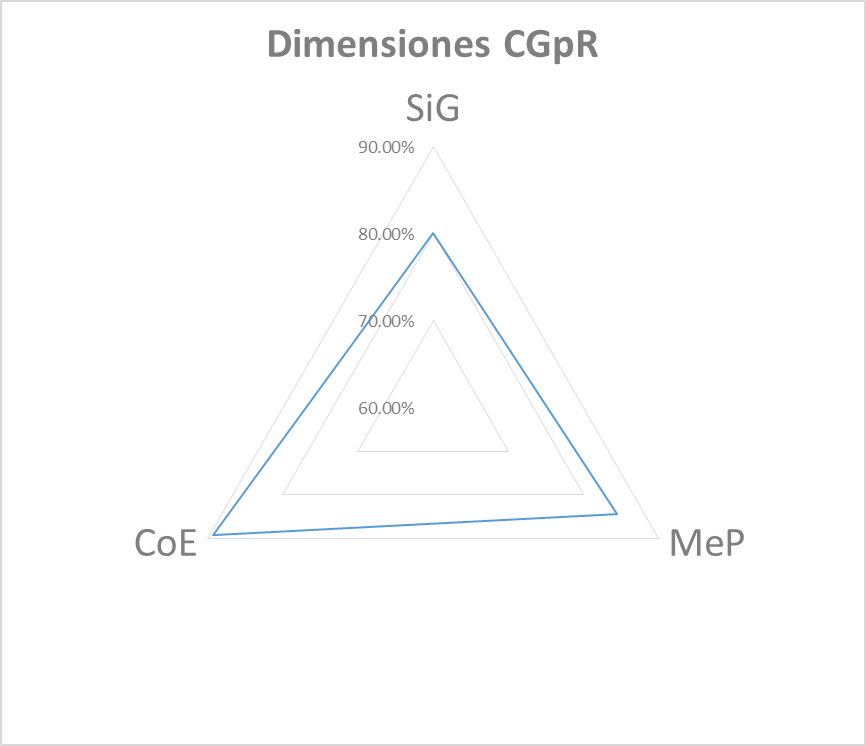 Dimensiones CGpR
SiG
90.00%
80.00%
70.00%
60.00%
CoE
MeP